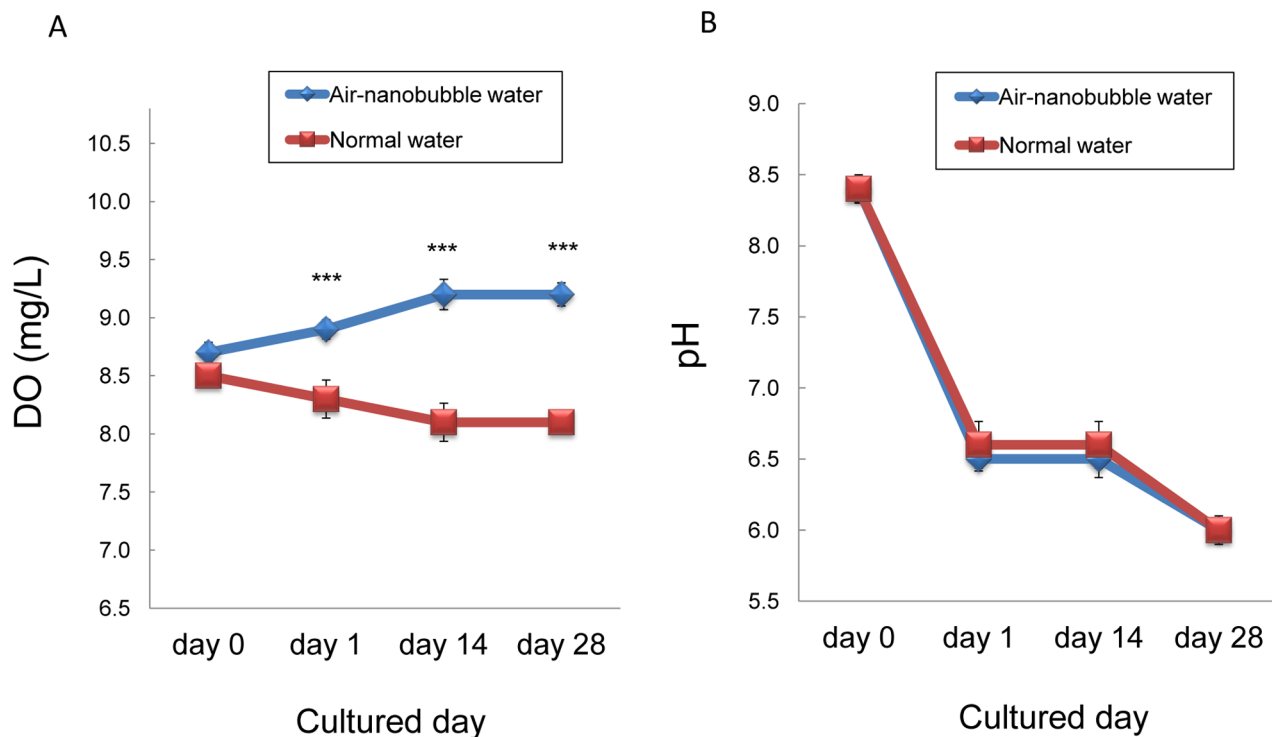 A
Air-nanobubble water
Normal water
DO (mg/L)
10.5
10.0
9.5
9.0
8.5
8.0
7.5
7.0
6.5
***
***
***
day 0 day 1 day 14 day 28
Cultured day
B
Air-nanobubble water
Normal water
pH
9.0
8.5
8.0
7.5
7.0
6.5
6.0
5.5
day 0 day 1 day 14 day 28
Cultured day